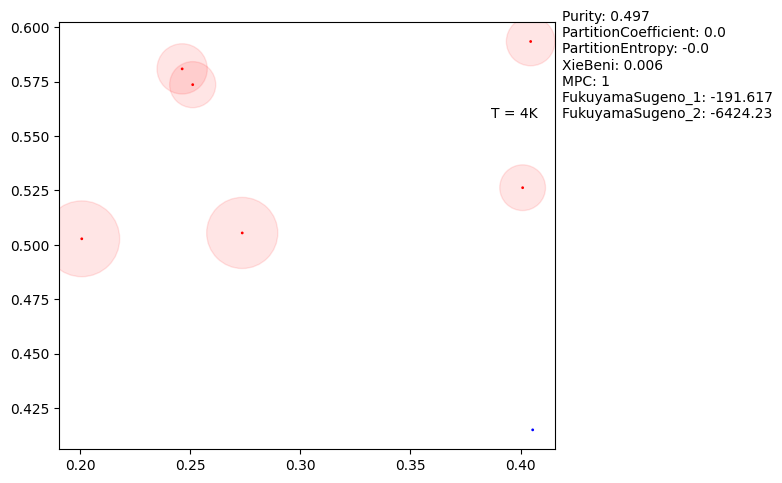 Purity: 0.497
PartitionCoefficient: 0.0
PartitionEntropy: -0.0
XieBeni: 0.006
MPC: 1
FukuyamaSugeno_1: -191.617
FukuyamaSugeno_2: -6424.23
T = 4K
0.600
0.575
0.550
0.525
0.500
0.475
0.450
0.425
0.20
0.25
0.30
0.35
0.40